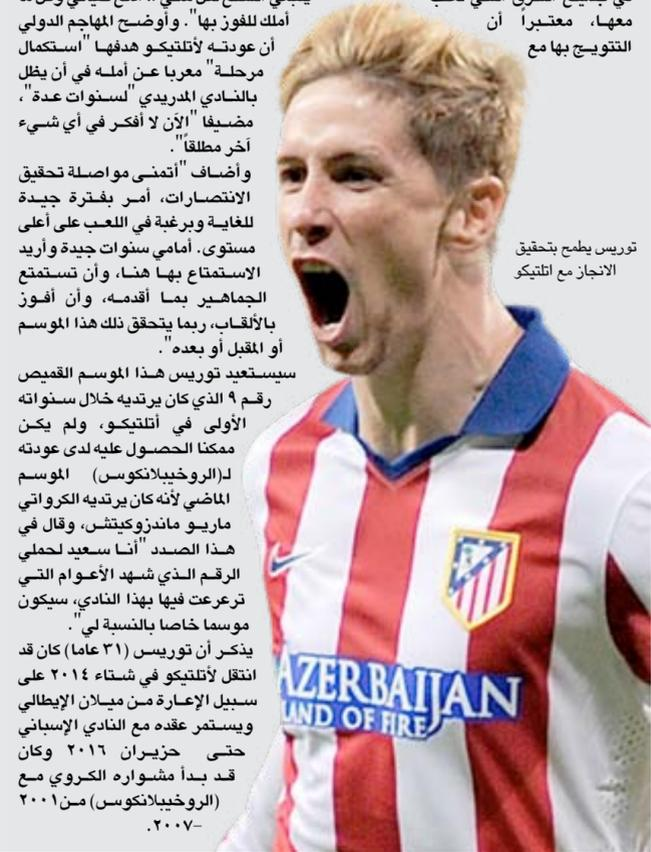 معها، معتبراً أن
التتويج بها مع
أملك للفوز بها". وأوضح المهاجم الدولي
أن عودته لأتلتيكو هدفها "استكمال
مرحلة" معربا عن أمله في أن يظل
بالنادي المدريدي "لسنوات عدة"،
مضيفا "الآن لا أفكر في أي شيء
آخر مطلقاً".
وأضاف "أتمنى مواصلة تحقيق
الانتصارات، أمر بفترة جيدة
للغاية وبرغبة في اللعب على أعلى
مستوى. أمامي سنوات جيدة وأريد
الاستمتاع بها هنا، وأن تستمتع
الجماهير بما أقدمه، وأن أفوز
بالألقاب، ربما يتحقق ذلك هذا الموسم
أو المقبل أو بعده".
سيستعيد توريس هذا الموسم القميص
رقم ٩ الذي كان يرتديه خلال سنواته
الأولى في أتلتيكو، ولم يكن
ممكنا الحصول عليه لدى عودته
لـ(الروخيبلانكوس) الموسم
الماضي لأنه كان يرتديه الكرواتي
ماريو ماندزوكيتش، وقال في
هذا الصدد "أنا سعيد لحملي
الرقم الذي شهد الأعوام التي
ترعرعت فيها بهذا النادي، سيكون
موسما خاصا بالنسبة لي".
يذكر أن توريس (٣١ عاما) كان قد
انتقل لأتلتيكو في شتاء ٢٠١٤ على
سبيل الإعارة من ميلان الإيطالي
ويستمر عقده مع النادي الإسباني
حتى حزيران ٢٠١٦ وكان
قد بدأ مشواره الكروي مع
(الروخيبلانكوس) من ٢٠٠١
-٢٠٠٧.
توريس يطمح بتحقيق
الانجاز مع اتلتيكو
AZERBAIJAN
LAND OF FIRE